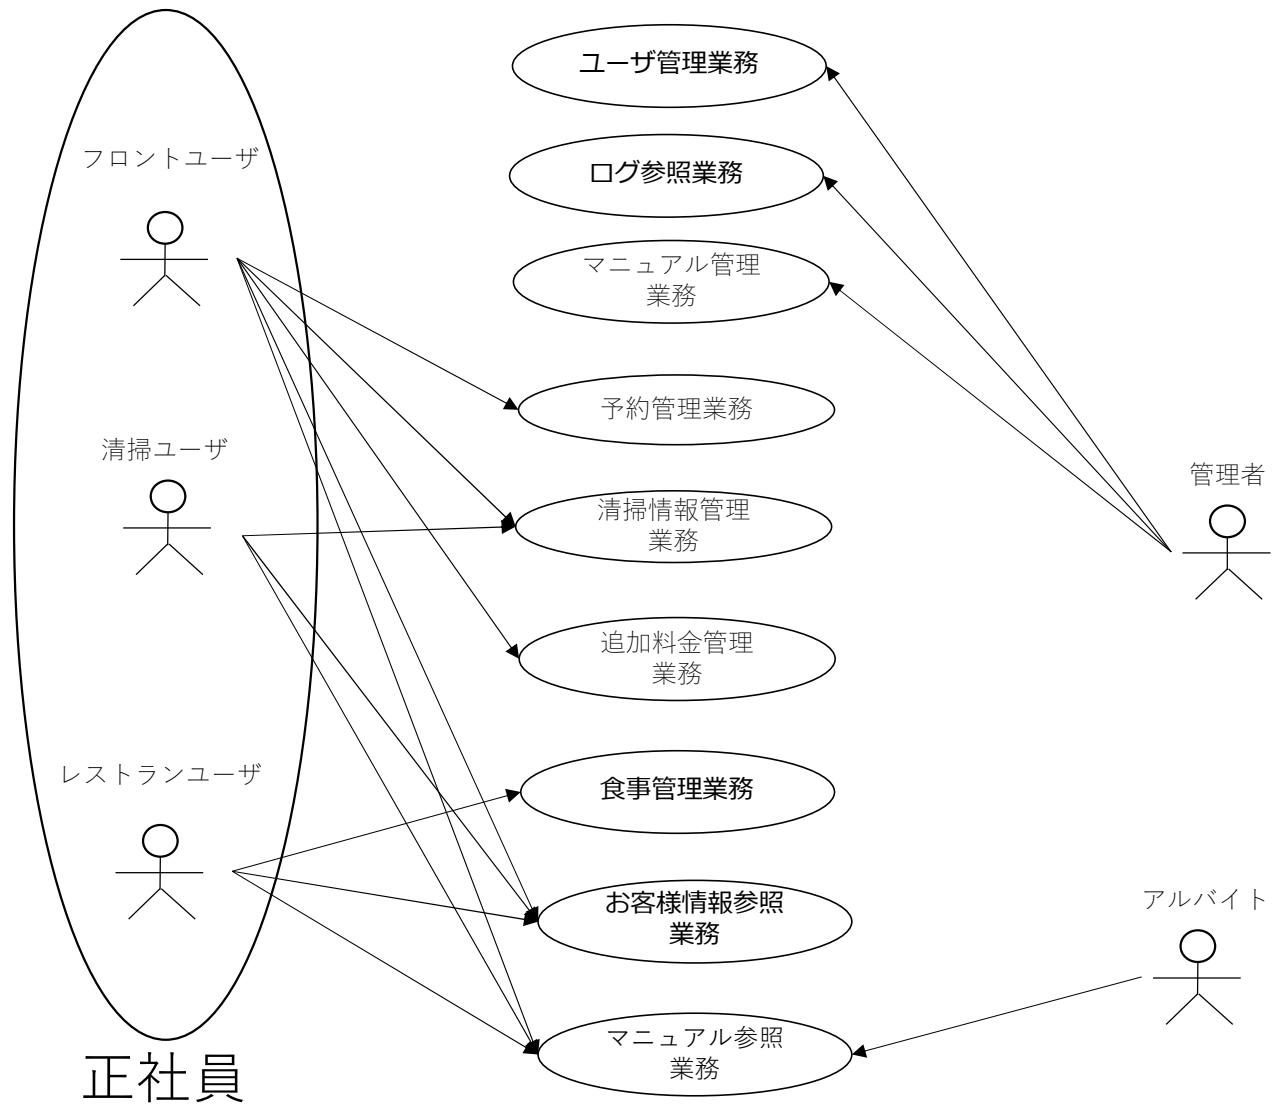 ユーザ管理業務
フロントユーザ
ログ参照業務
マニュアル管理
業務
予約管理業務
清掃ユーザ
管理者
清掃情報管理
業務
追加料金管理
業務
レストランユーザ
食事管理業務
お客様情報参照
業務
アルバイト
マニュアル参照
業務
正社員